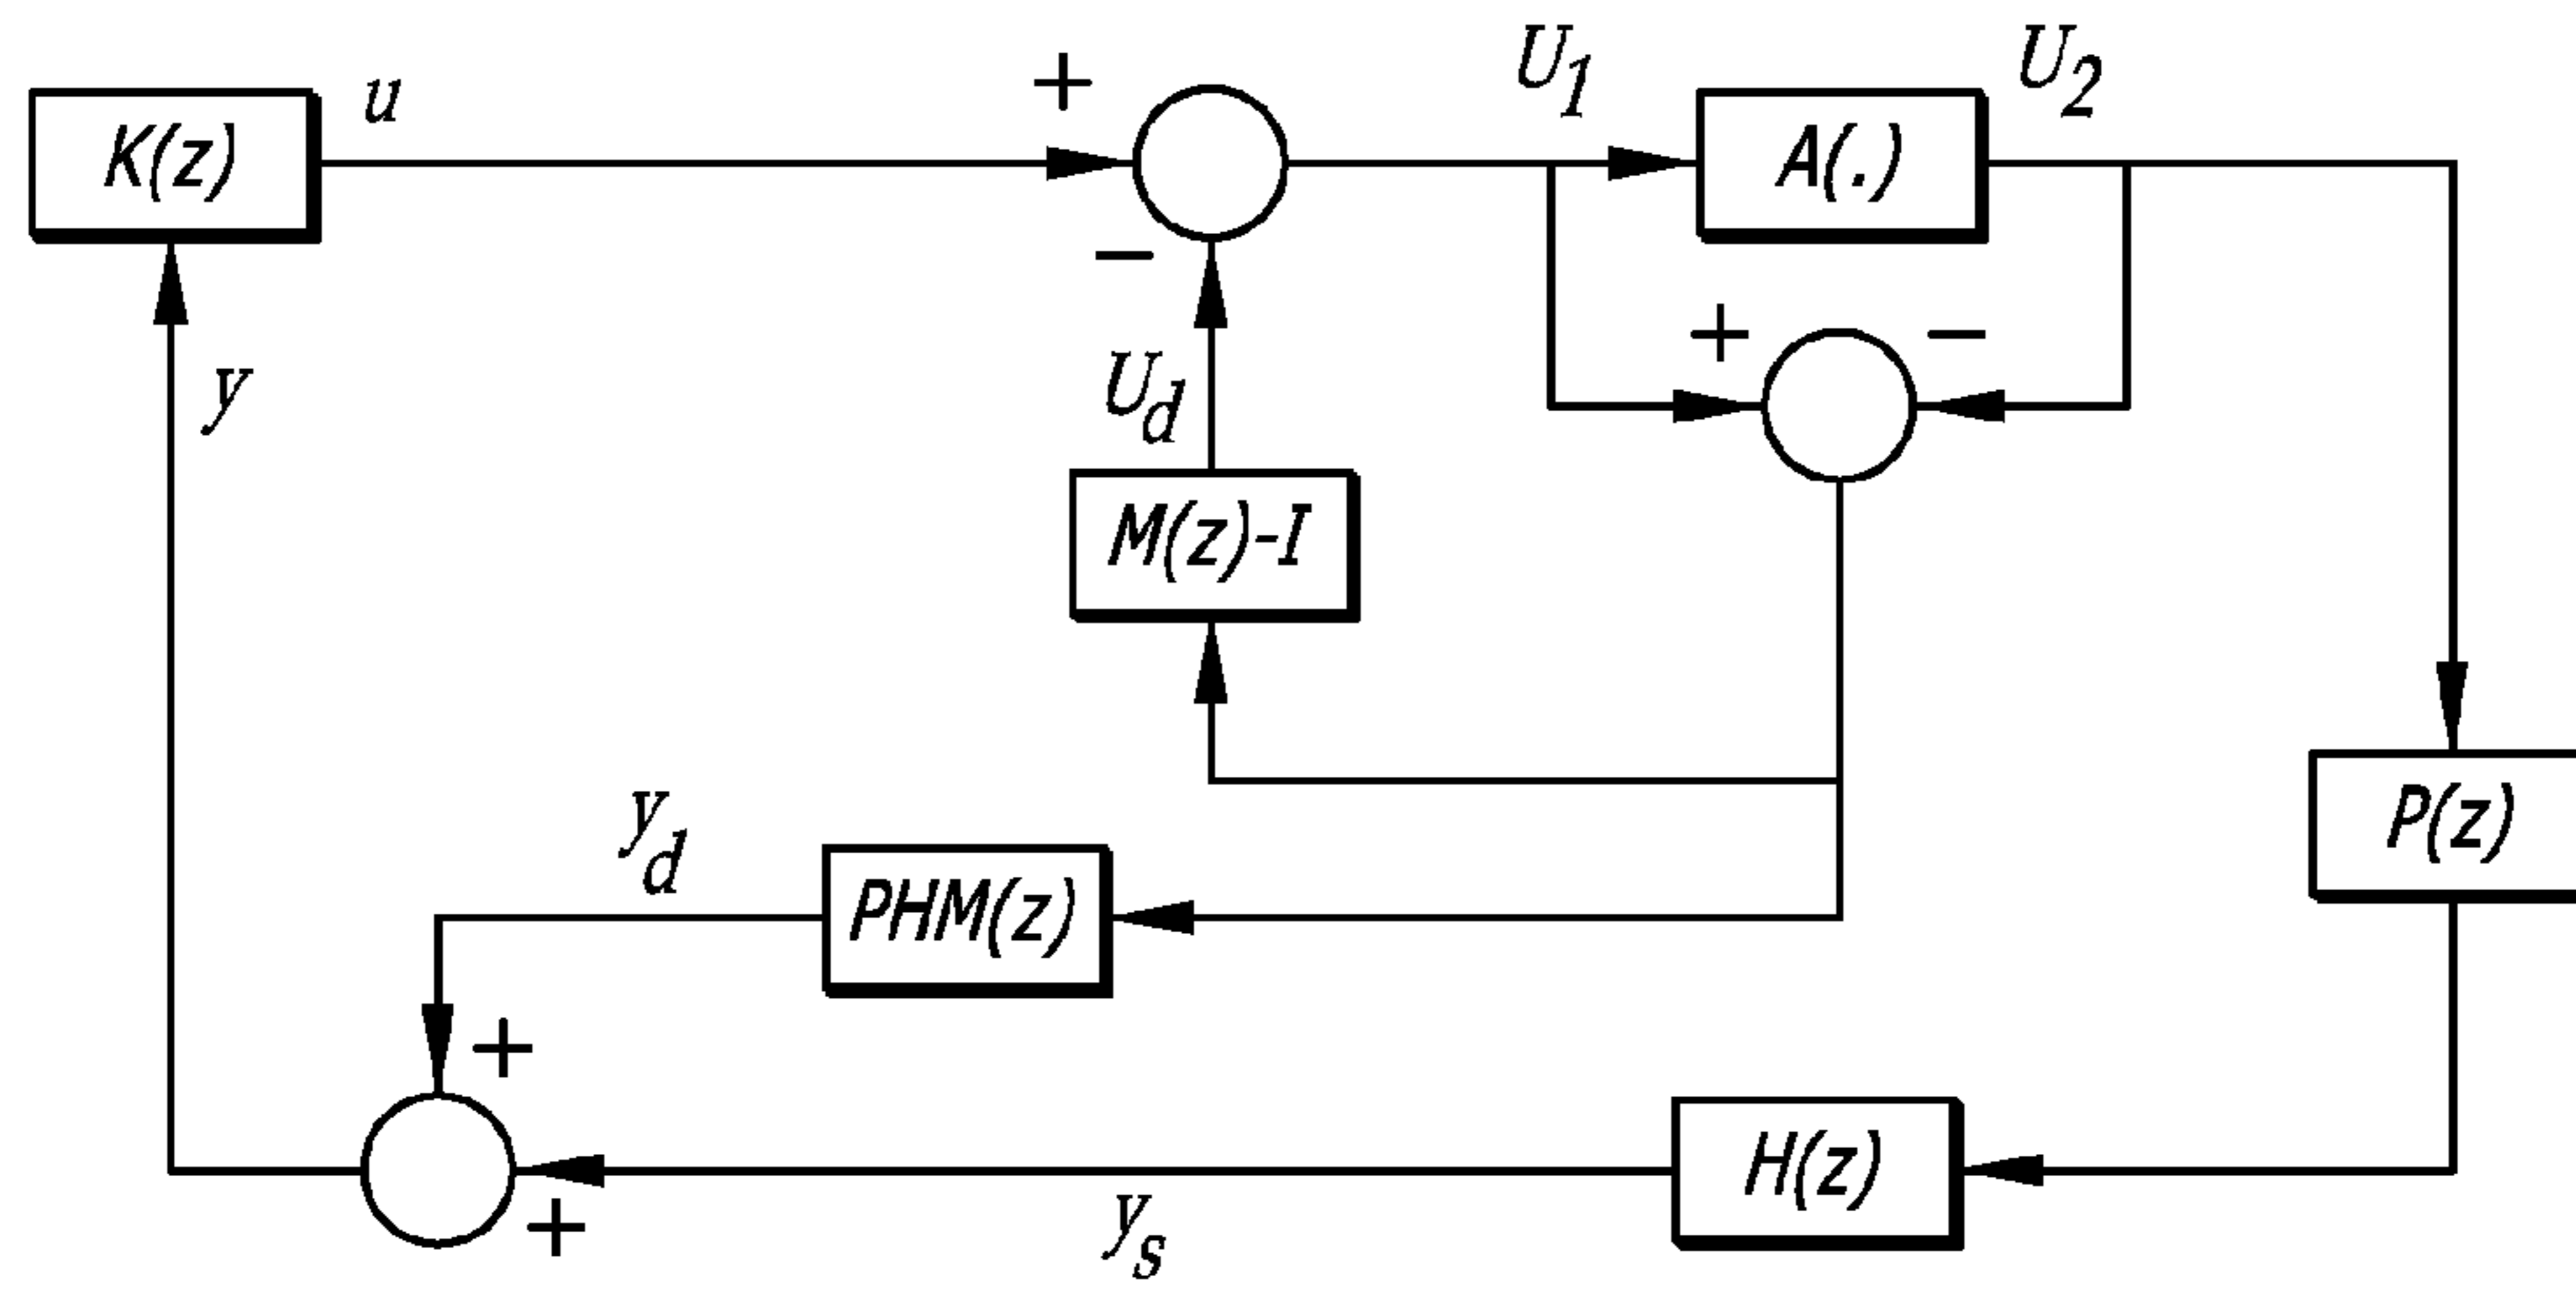 K(z)
u
+
−
U1
A(.)
U2
+
−
y
Ud
M(z)-I
P(z)
yd
PHM(z)
+
+
ys
H(z)